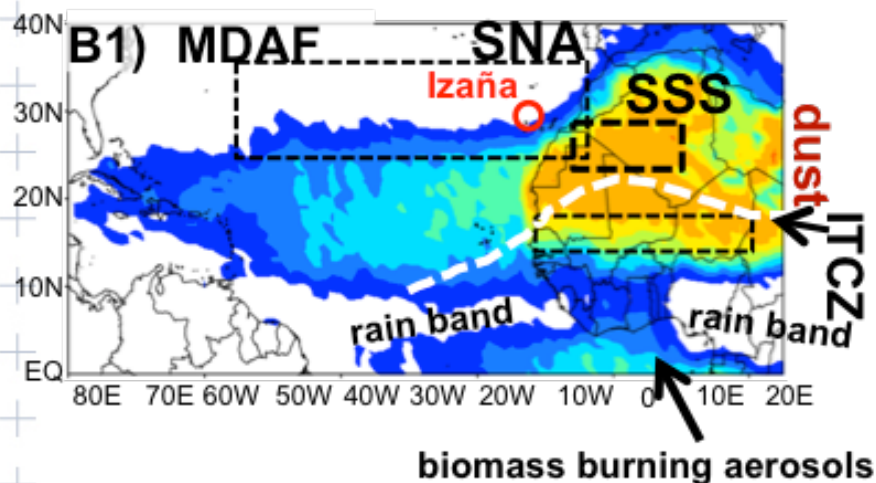 40N
B1) MDAF SNA
Izaña
SSS
30N
dust
20N
ITCZ
10N
rain band
rain band
EQ
80E 70E 60W 50W 40W 30W 20W 10W 0 10E 20E
biomass burning aerosols